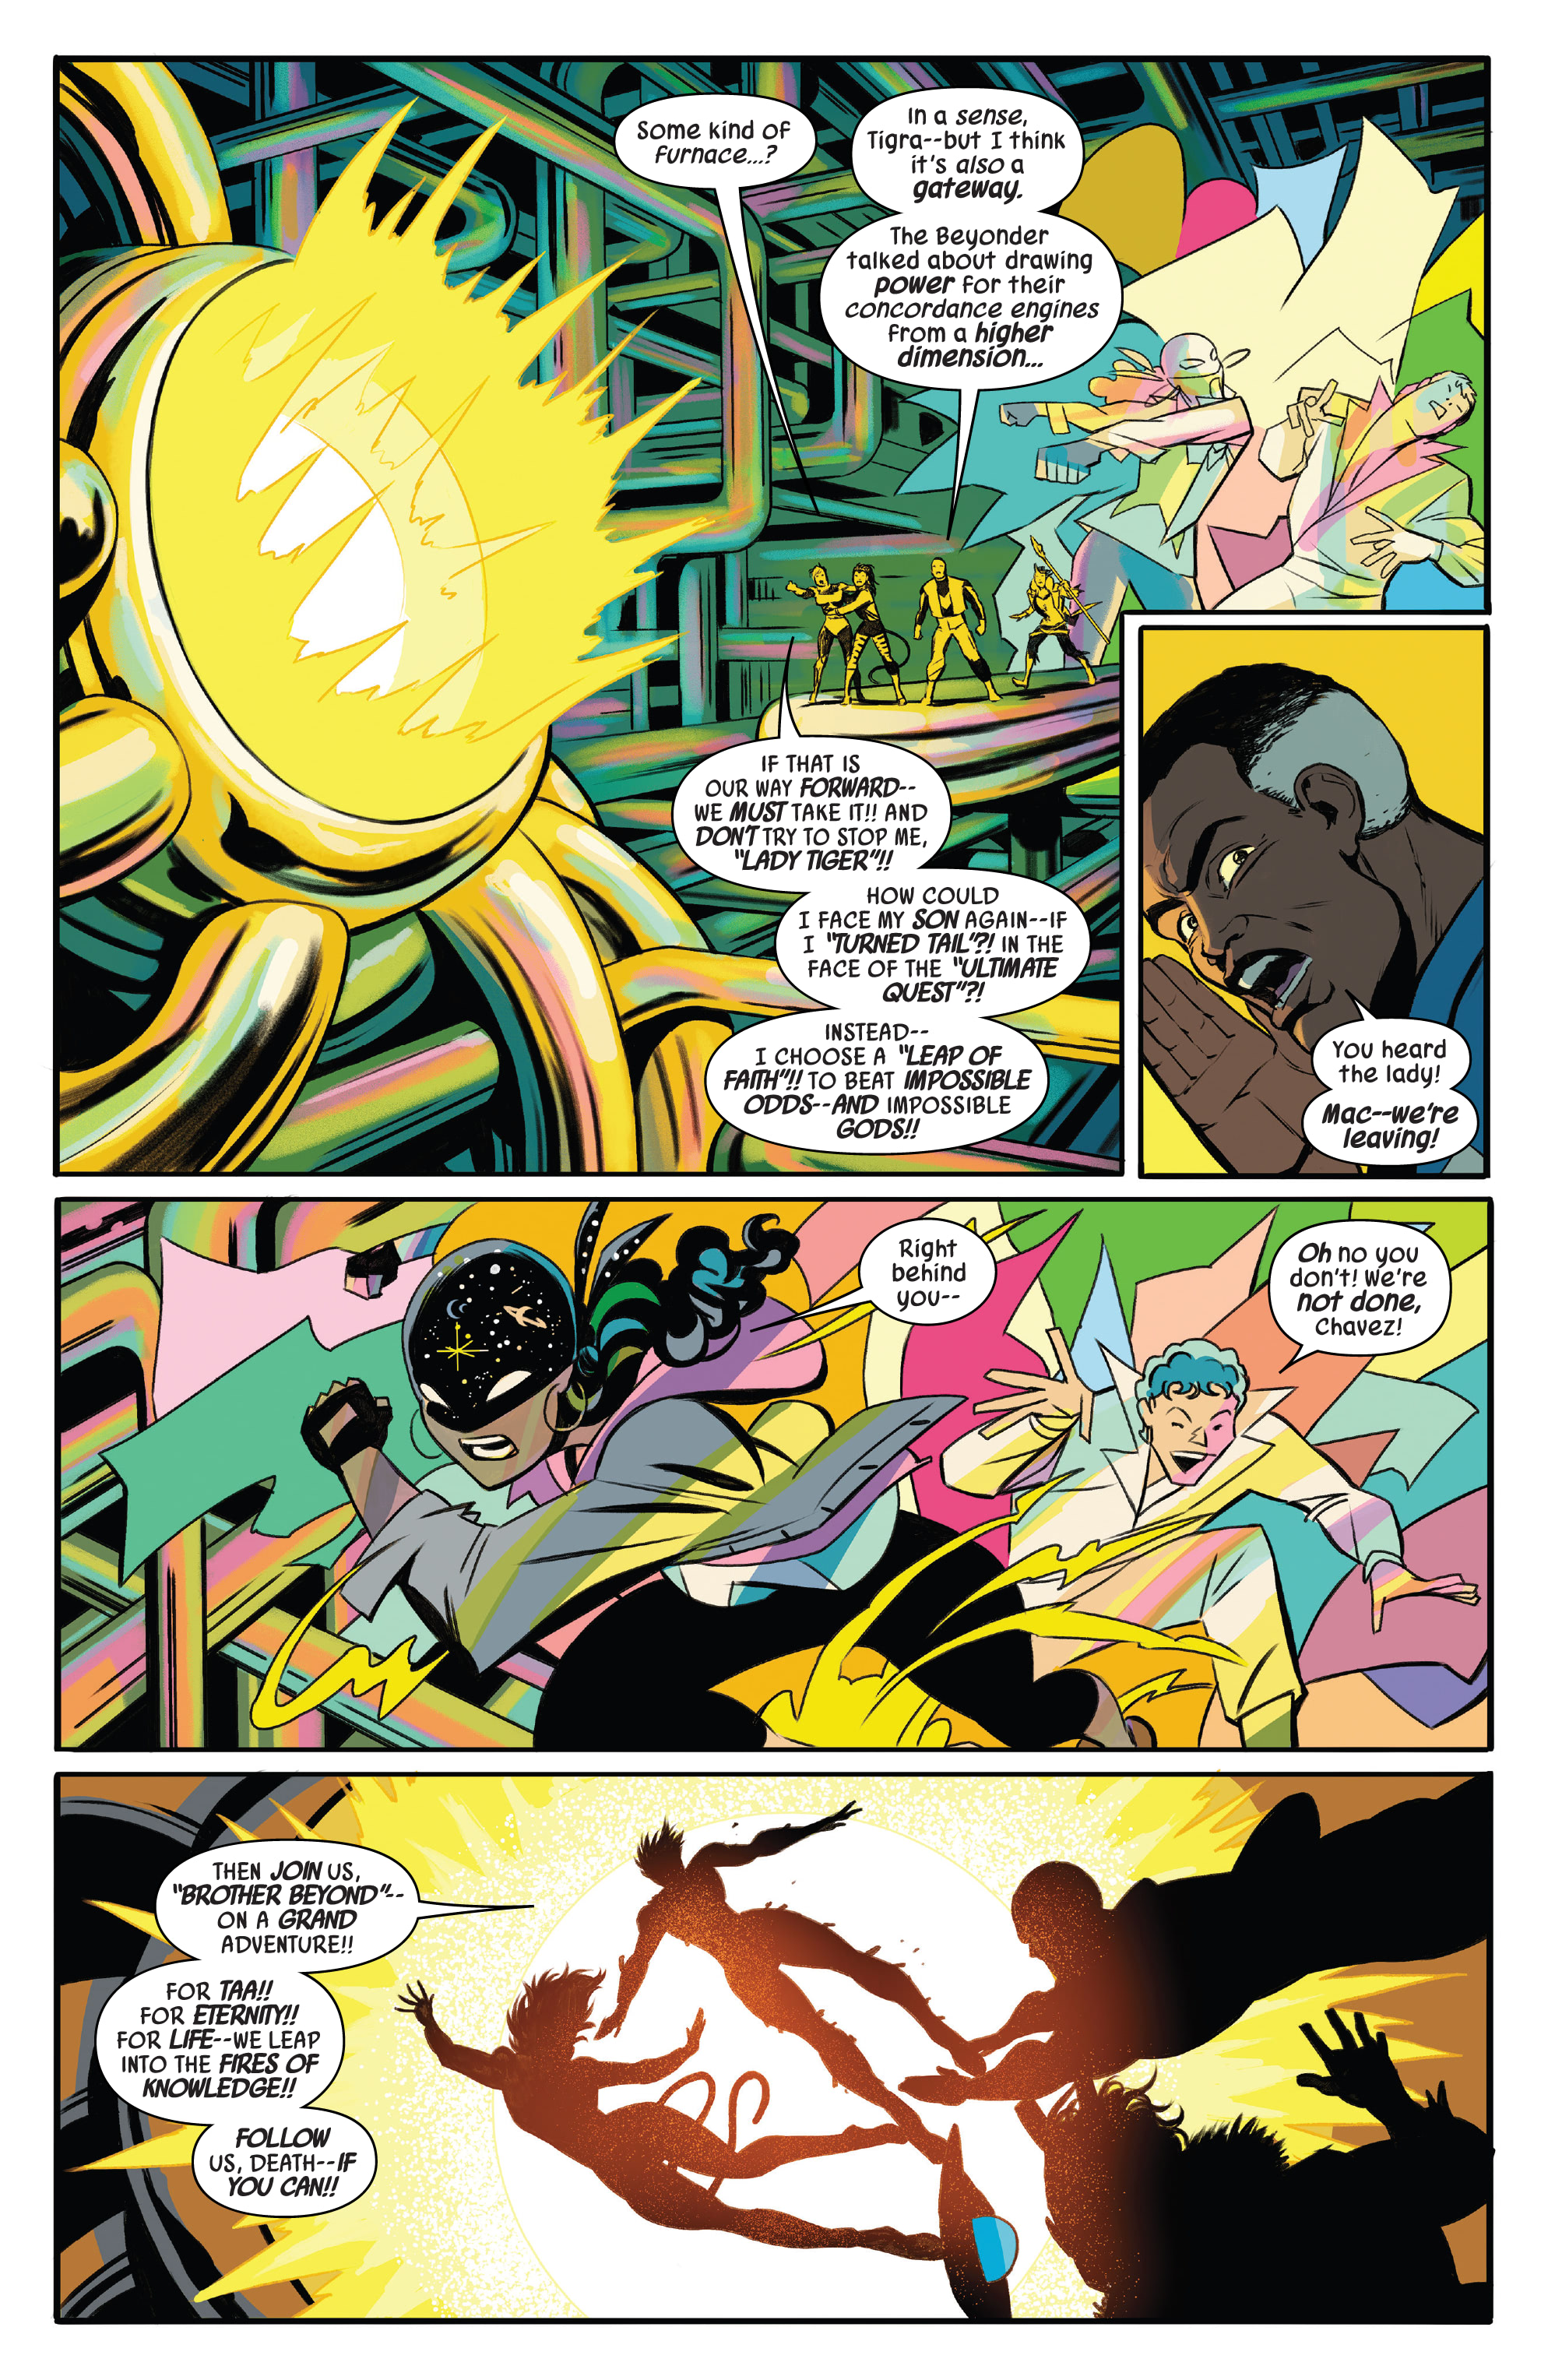 Some kind of
furnace...?
In a sense,
Tigra--but I think
it's also a
gateway.
The Beyonder
talked about drawing
power for their
concordance engines
from a higher
dimension...
IF THAT IS
OUR WAY FORWARD--
WE MUST TAKE IT!! AND
DON'T TRY TO STOP ME,
"LADY TIGER"!!
HOW COULD
I FACE MY SON AGAIN--IF
I "TURNED TAIL"?! IN THE
FACE OF THE "ULTIMATE
QUEST"?!
INSTEAD--
I CHOOSE A "LEAP OF
FAITH"!! TO BEAT IMPOSSIBLE
ODDS--AND IMPOSSIBLE
GODS!!
You heard
the lady!
Mac--we're
leaving!
Right
behind
you--
Oh no you
don't! We're
not done,
Chavez!
THEN JOIN US,
"BROTHER BEYOND"--
ON A GRAND
ADVENTURE!!
FOR TAA!!
FOR ETERNITY!!
FOR LIFE--WE LEAP
INTO THE FIRES OF
KNOWLEDGE!!
FOLLOW
US, DEATH--IF
YOU CAN!!